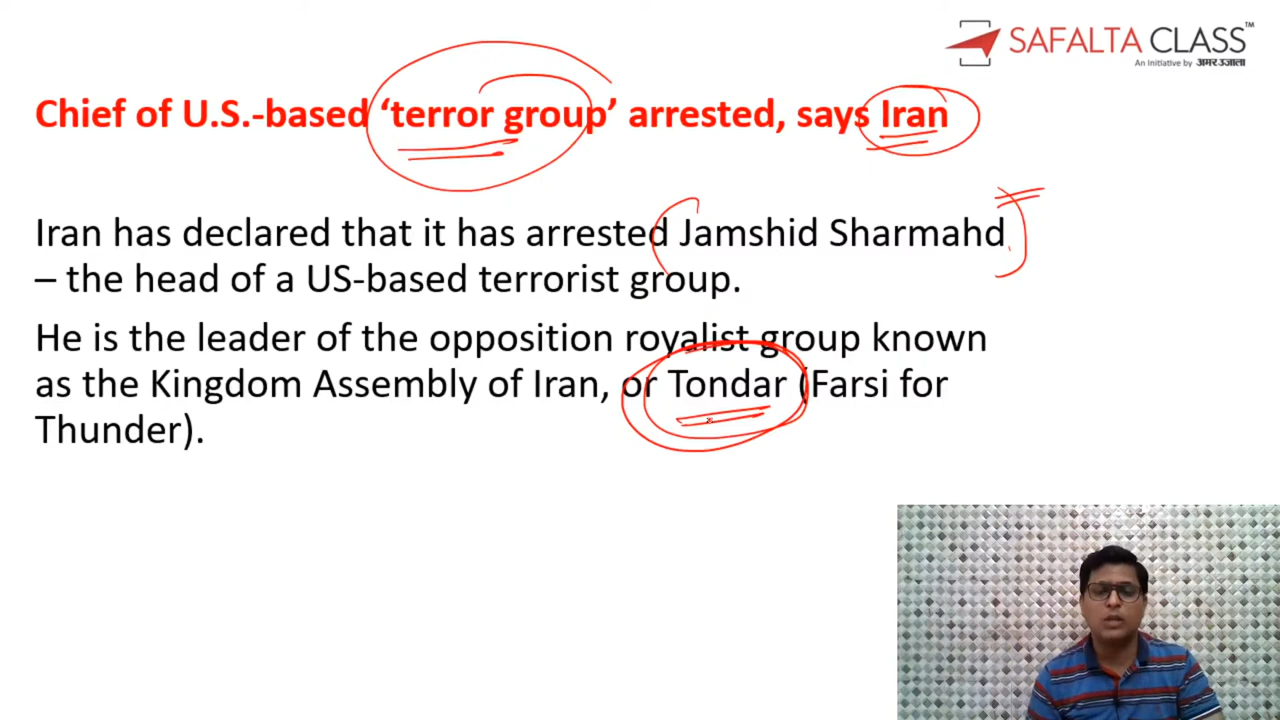 SAFALTA CLASS™
An Initiative by अमर उजाला
Chief of U.S.-based ‘terror group’ arrested, says Iran
Iran has declared that it has arrested Jamshid Sharmahd
– the head of a US-based terrorist group.
He is the leader of the opposition royalist group known
as the Kingdom Assembly of Iran, or Tondar (Farsi for
Thunder).